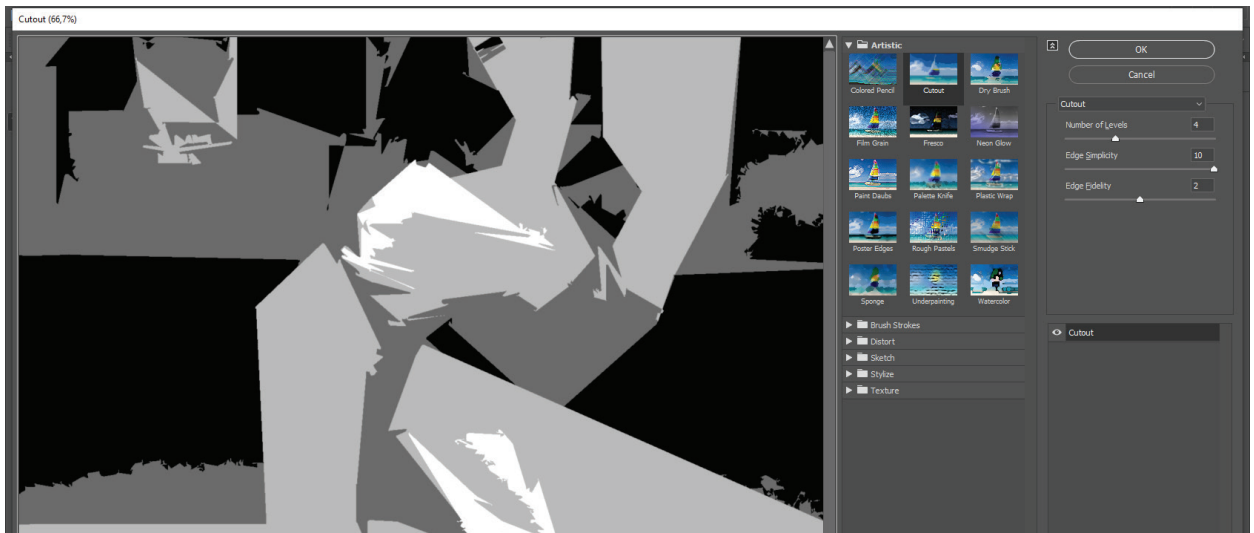 Cutout (66,7%)
Artistic
Colored Pencil
Cutout
Dry Brush
Film Grain
Fresco
Neon Glow
Paint Daubs
Palette Knife
Plastic Wrap
Poster Edges
Rough Pastels
Smudge Stick
Sponge
Underpainting
Watercolor
Brush Strokes
Distort
Sketch
Stylize
Texture
OK
Cancel
Cutout
Number of Levels 4
Edge Simplicity 10
Edge Fidelity 2
Cutout